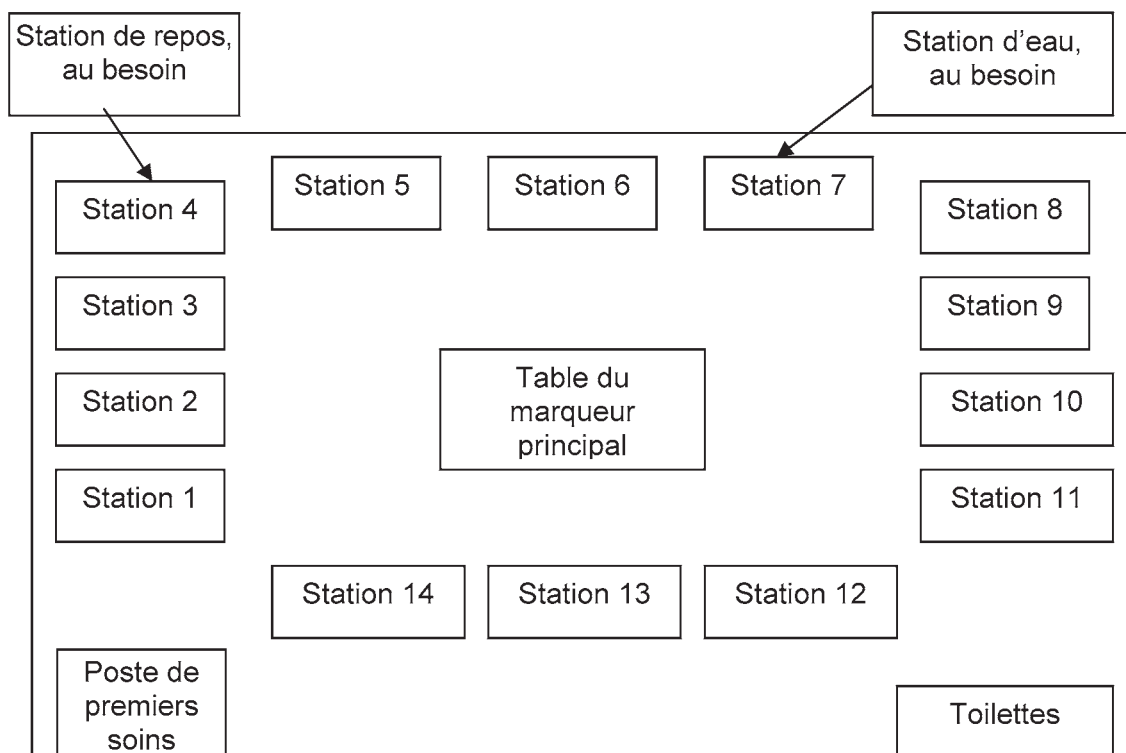 Station de repos,
au besoin
Station d'eau,
au besoin
Station 4
Station 5
Station 6
Station 7
Station 8
Station 3
Station 9
Table du
marqueur
principal
Station 2
Station 10
Station 1
Station 11
Station 14
Station 13
Station 12
Poste de
premiers
soins
Toilettes